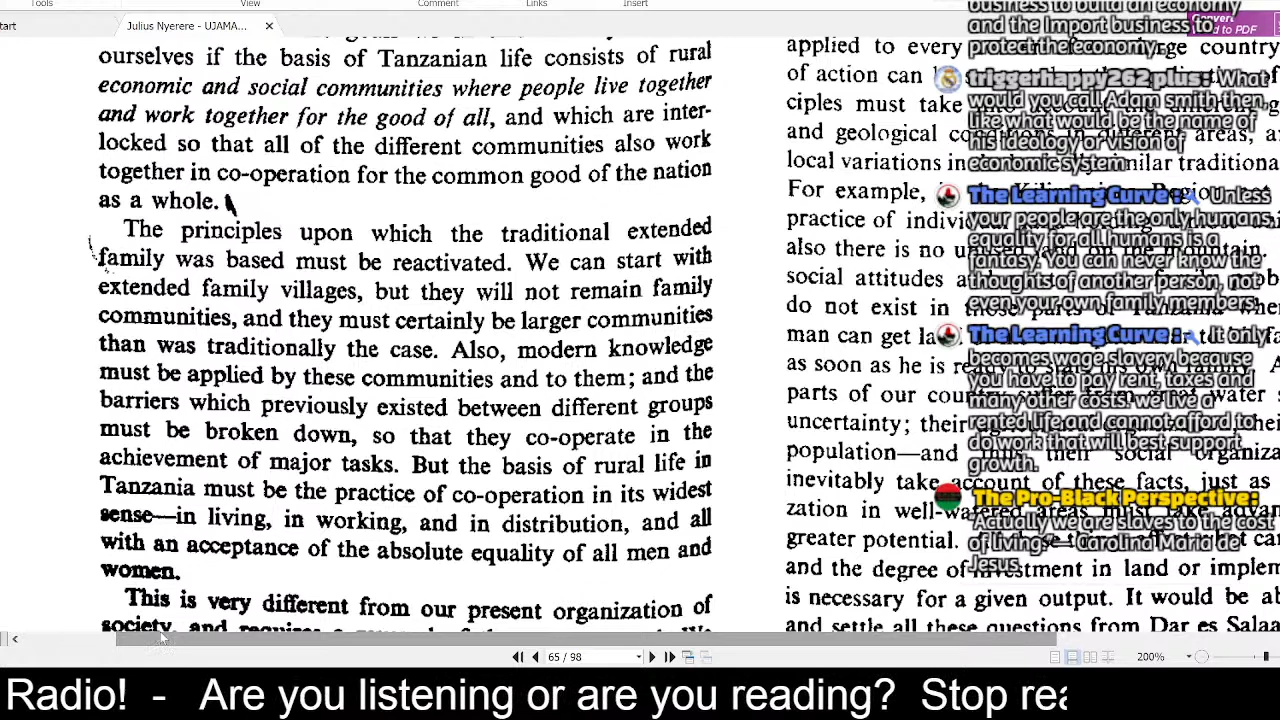 Tools
View
Comment
Links
Insert
tart
Julius Nyerere - UJAMA...
ourselves if the basis of Tanzanian life consists of rural
economic and social communities where people live together
and work together for the good of all, and which are inter-
locked so that all of the different communities also work
together in co-operation for the common good of the nation
as a whole.
The principles upon which the traditional extended
family was based must be reactivated. We can start with
extended family villages, but they will not remain family
communities, and they must certainly be larger communities
than was traditionally the case. Also, modern knowledge
must be applied by these communities and to them; and the
barriers which previously existed between different groups
must be broken down, so that they co-operate in the
achievement of major tasks. But the basis of rural life in
Tanzania must be the practice of co-operation in its widest
sense—in living, in working, and in distribution, and all
with an acceptance of the absolute equality of all men and
women.
This is very different from our present organization of
society, and requires a
applied to every
of action can
ciples must take
and geological
local variations in
For example,
practice of indivi
also there is no
social attitudes
do not exist in
man can get la
as soon as he is
parts of our
uncertainty; their
population—and
inevitably take account of these facts, just as
zation in well-watered areas must take
greater potential.
and the degree of investment in land or implem
is necessary for a given output. It would be ab
and settle all these questions from Dar es Salaa
business to build an economy
and the Import business to
protect the economy.
triggerhappy262 plus : What
would you call Adam smith then,
like what would be the name of
his ideology or vision of
economic system
The Learning Curve : Unless
your people are the only humans,
equality for all humans is a
fantasy. You can never know the
thoughts of another person, not
even your own family members.
The Learning Curve : It only
becomes wage slavery because
you have to pay rent, taxes and
many other costs. we live a
rented life and cannot afford to
do work that will best support
growth.
The Pro-Black Perspective :
"Actually we are slaves to the cost
of living." — Carolina Maria de
Jesus.
65 / 98
200%
Radio! - Are you listening or are you reading? Stop rea